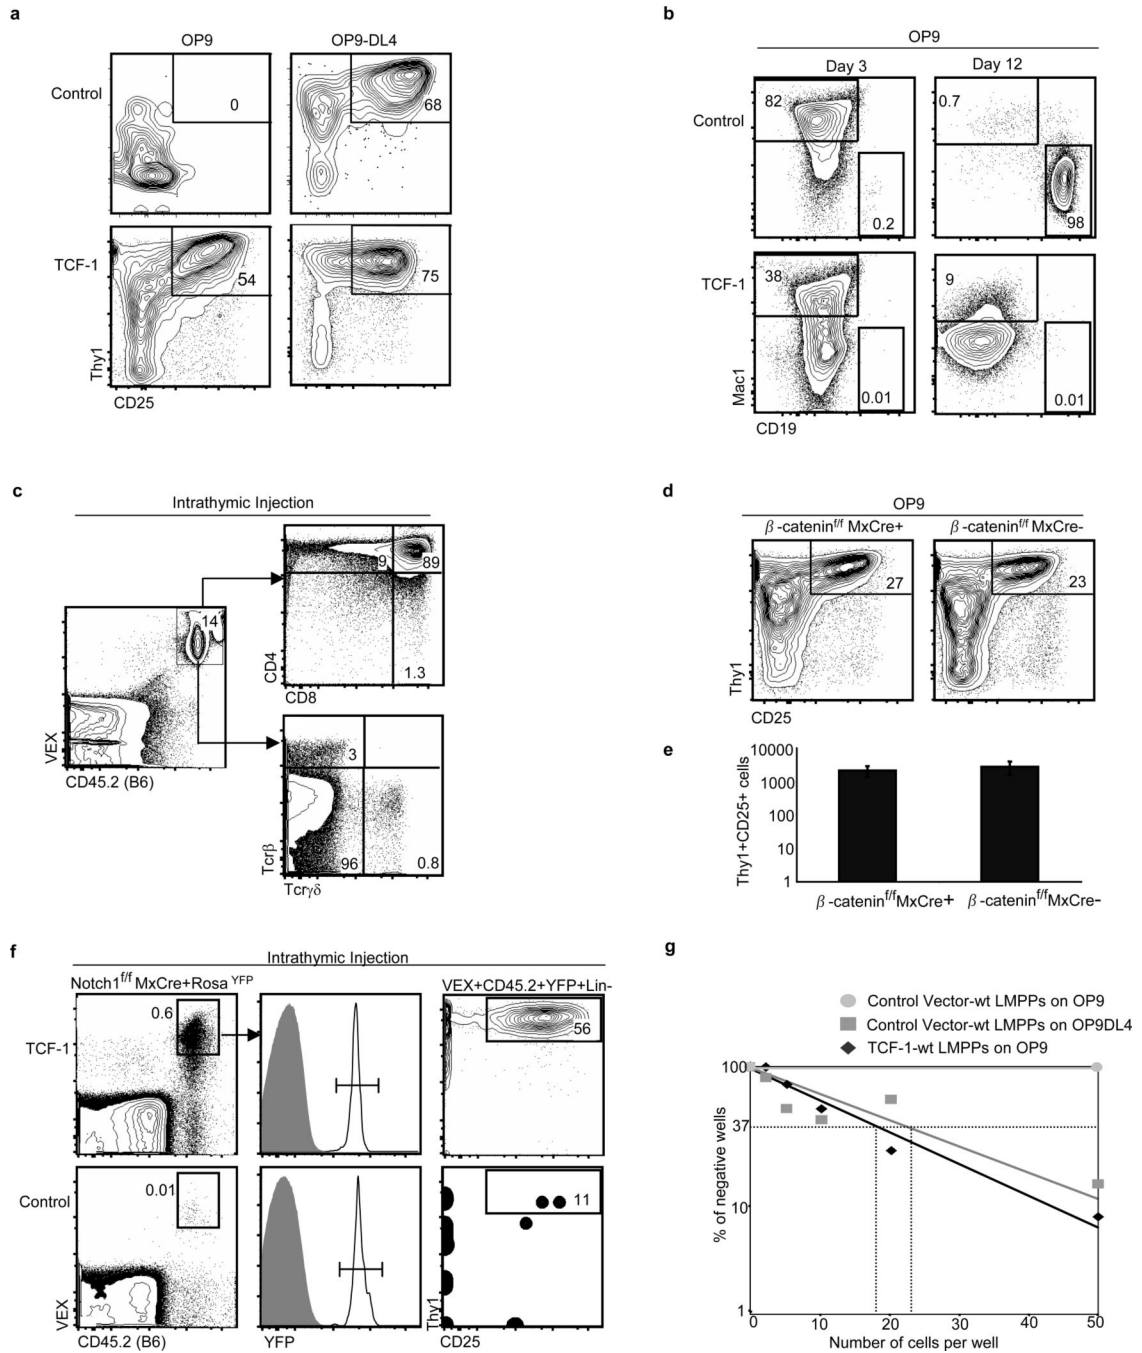 a
OP9
OP9-DL4
Control
0
68
TCF-1
54
75
Thy1
CD25
b
OP9
Day 3
Day 12
Control
82
0.2
0.7
98
TCF-1
38
0.01
9
0.01
Mac1
CD19
c
Intrathymic Injection
14
VEX
CD45.2 (B6)
9
89
1.3
CD4
CD8
3
96
0.8
Tcrβ
Tcrγδ
d
OP9
β-catenin^f/f MxCre+
β-catenin^f/f MxCre-
27
23
Thy1
CD25
e
Thy1+CD25+ cells
10000
1000
100
10
1
β-catenin^f/f MxCre+
β-catenin^f/f MxCre-
f
Intrathymic Injection
Notch1^f/f MxCre+Rosa^YFP
VEX+CD45.2+YFP+Lin-
TCF-1
0.6
56
Control
0.01
11
VEX
CD45.2 (B6)
YFP
Thy1
CD25
g
Control Vector-wt LMPPs on OP9
Control Vector-wt LMPPs on OP9DL4
TCF-1-wt LMPPs on OP9
% of negative wells
100
37
10
1
0
10
20
30
40
50
Number of cells per well